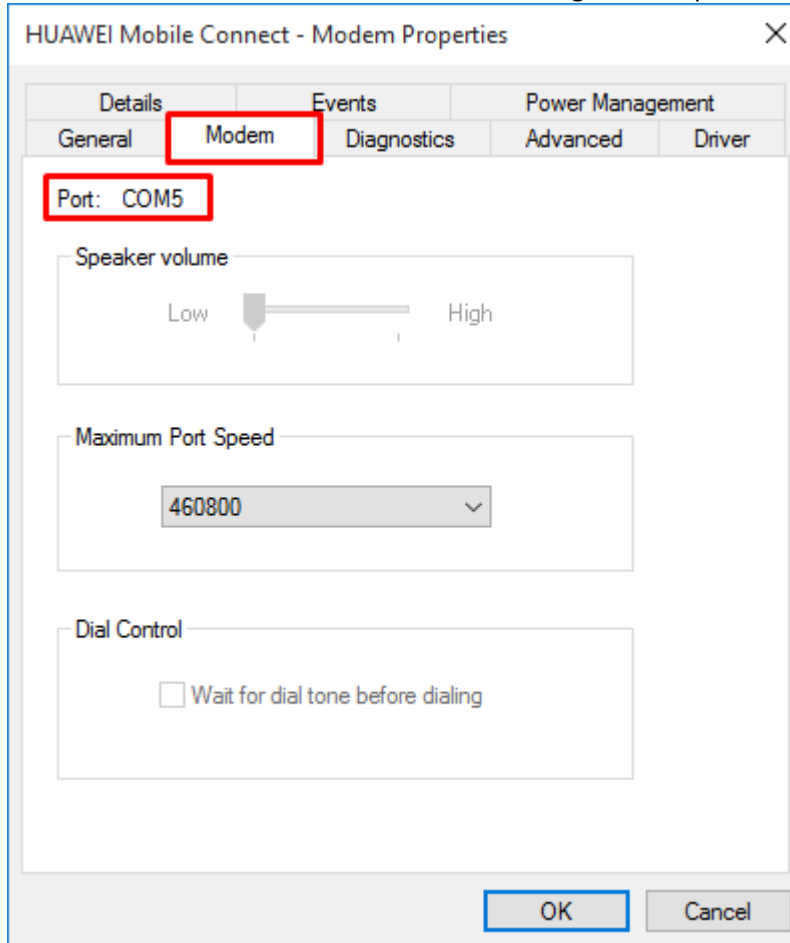 HUAWEI Mobile Connect - Modem Properties
Details Events Power Management
General Modem Diagnostics Advanced Driver
Port: COM5
Speaker volume
Low High
Maximum Port Speed
460800
Dial Control
Wait for dial tone before dialing
OK Cancel